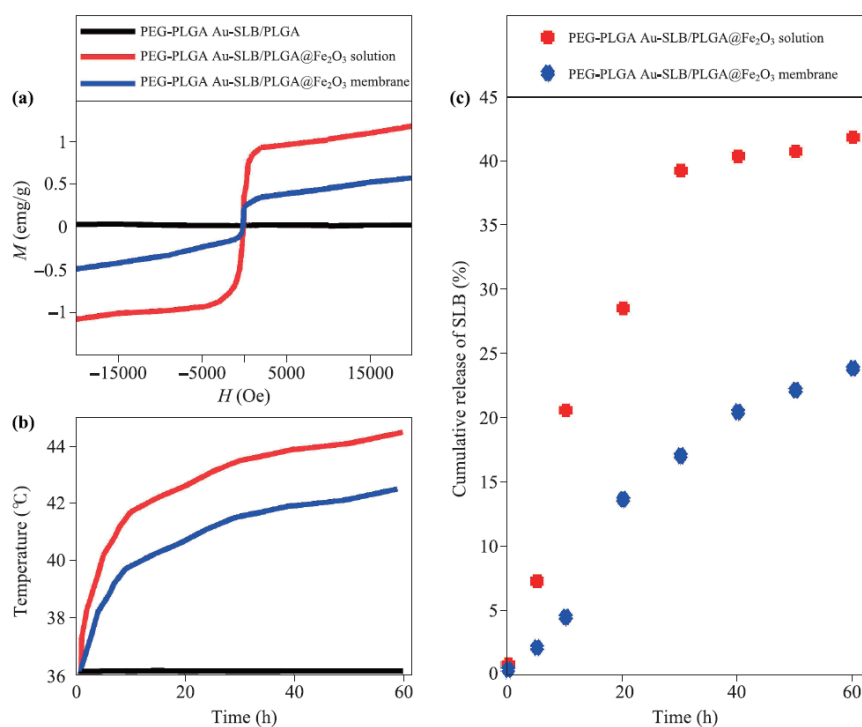 PEG-PLGA Au-SLB/PLGA
PEG-PLGA Au-SLB/PLGA@Fe₂O₃ solution
PEG-PLGA Au-SLB/PLGA@Fe₂O₃ membrane
(a)
1
0.5
0
−0.5
−1
M (emg/g)
−15000 −5000 5000 15000
H (Oe)
(b)
44
42
40
38
36
Temperature (℃)
0 20 40 60
Time (h)
PEG-PLGA Au-SLB/PLGA@Fe₂O₃ solution
PEG-PLGA Au-SLB/PLGA@Fe₂O₃ membrane
(c)
45
40
35
30
25
20
15
10
5
0
Cumulative release of SLB (%)
0 20 40 60
Time (h)